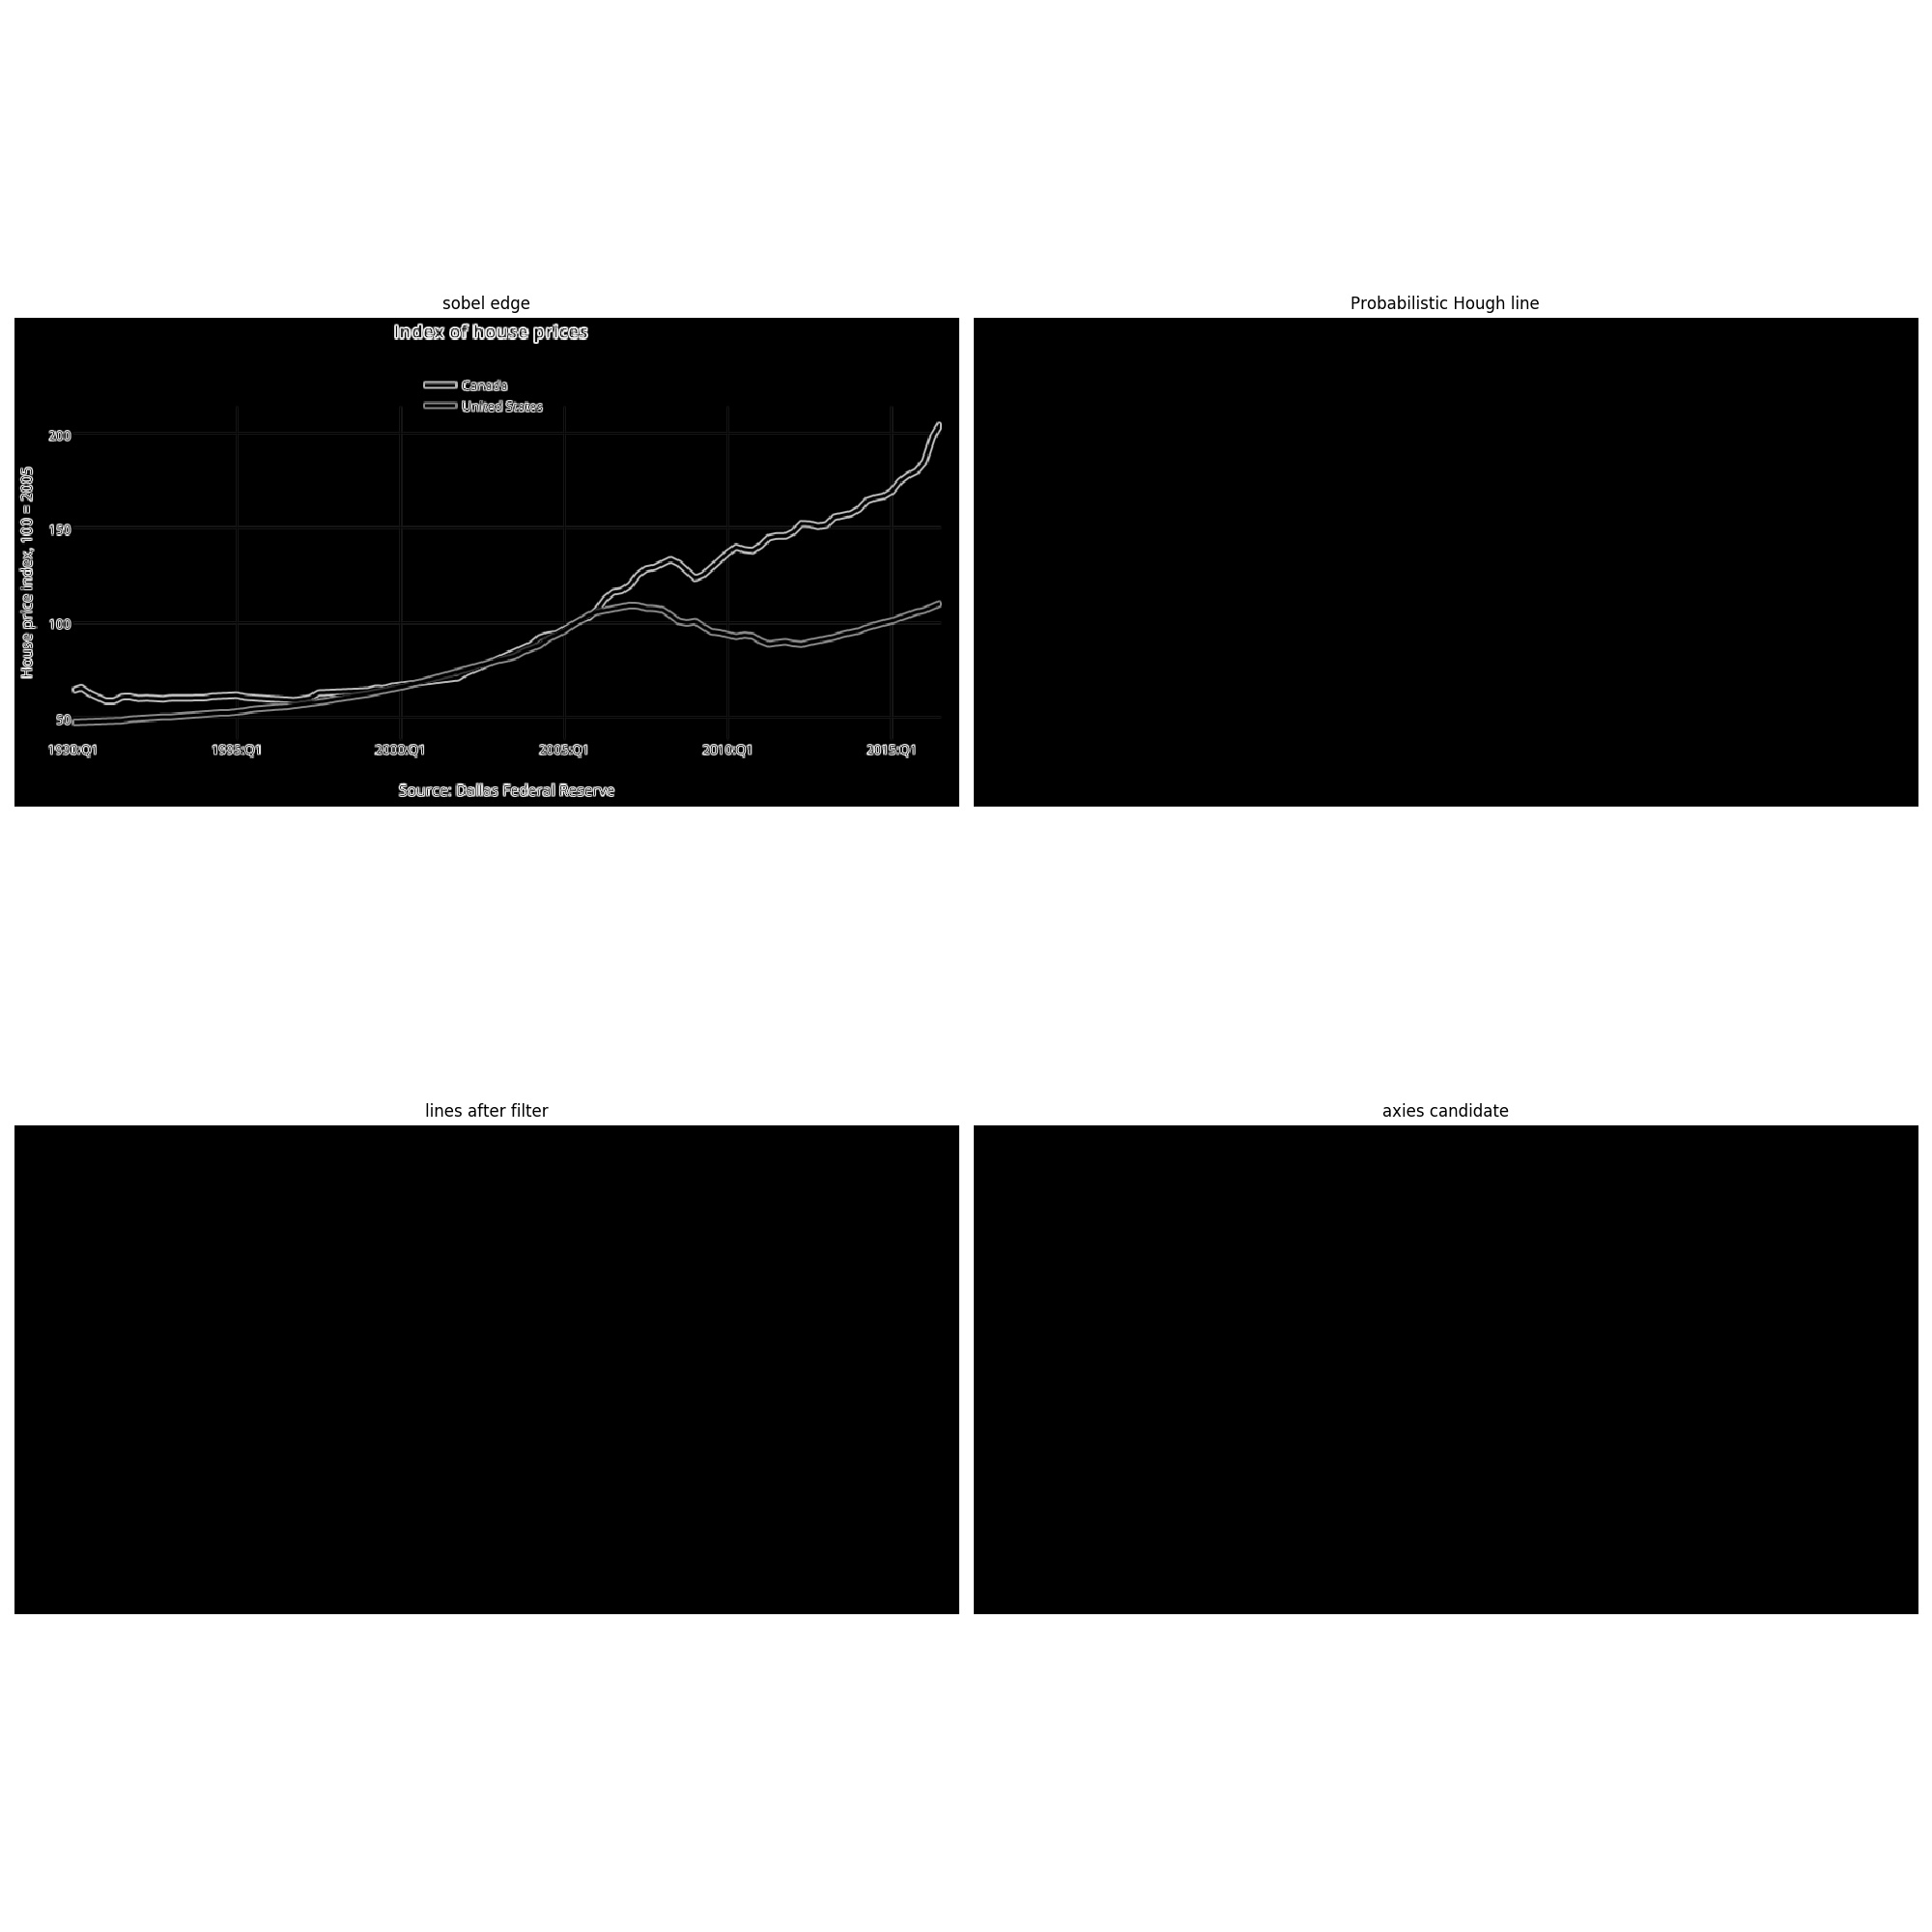 sobel edge
Probabilistic Hough line
Index of house prices
Canada
United States
200
150
100
50
House price index, 100 = 2005
1990:Q1 1995:Q1 2000:Q1 2005:Q1 2010:Q1 2015:Q1
Source: Dallas Federal Reserve
lines after filter
axies candidate